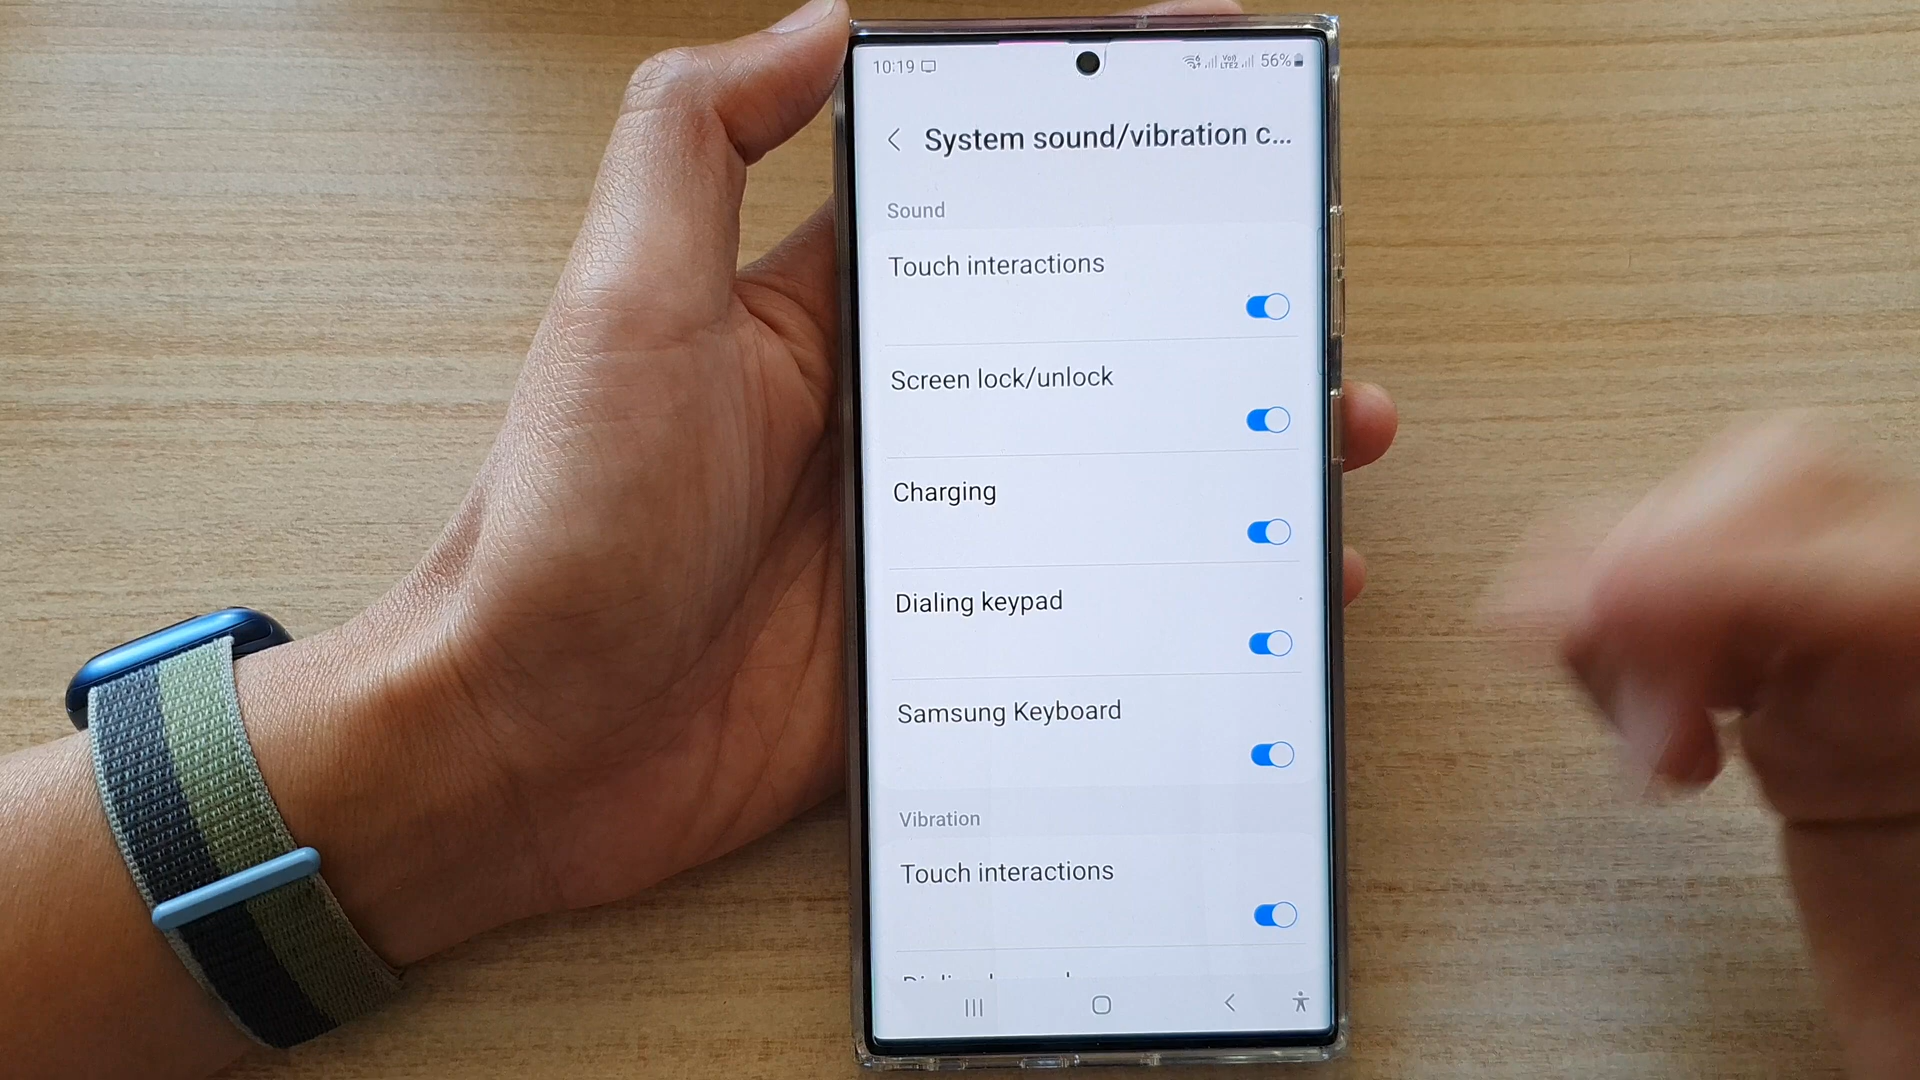 10:19
LTE2 56%
System sound/vibration c...
Sound
Touch interactions
Screen lock/unlock
Charging
Dialing keypad
Samsung Keyboard
Vibration
Touch interactions